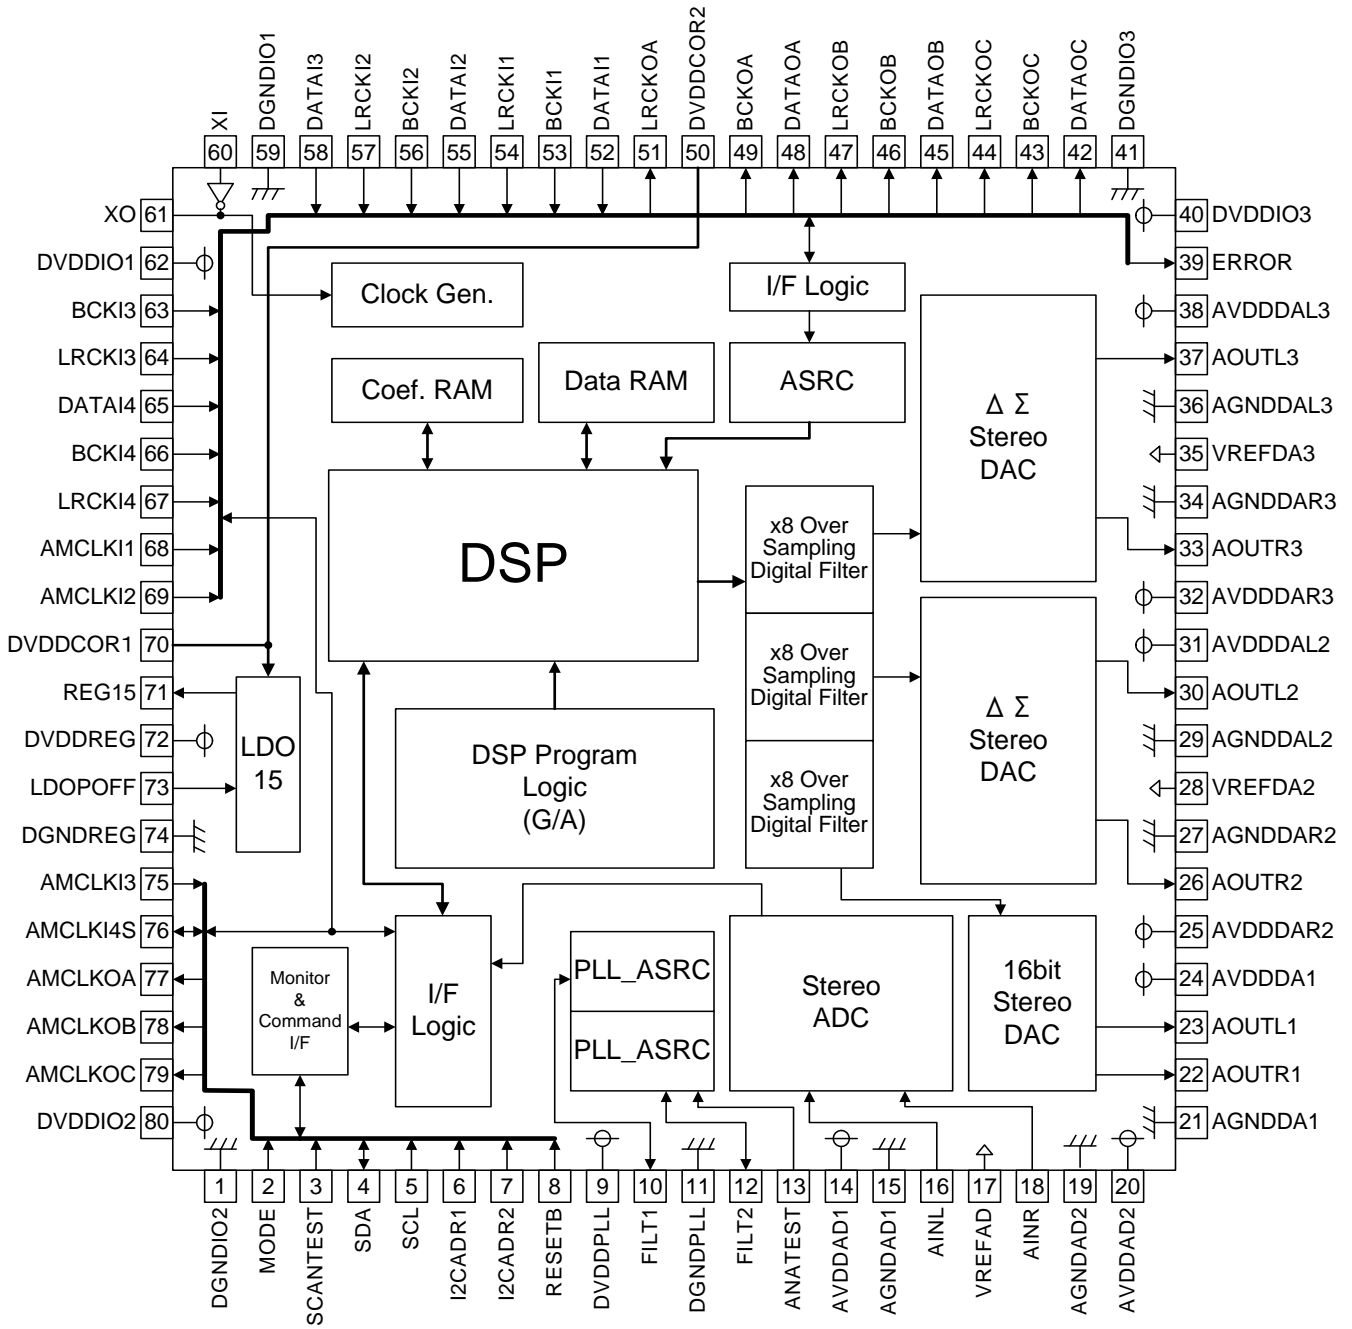 XI
DGNDIO1
DATAI3
LRCKI2
BCKI2
DATAI2
LRCKI1
BCKI1
DATAI1
LRCKOA
DVDDCOR2
BCKOA
DATAOA
LRCKOB
BCKOB
DATAOB
LRCKOC
BCKOC
DATAOC
DGNDIO3
60 59 58 57 56 55 54 53 52 51 50 49 48 47 46 45 44 43 42 41
XO 61
DVDDIO1 62
BCKI3 63
LRCKI3 64
DATAI4 65
BCKI4 66
LRCKI4 67
AMCLKI1 68
AMCLKI2 69
DVDDCOR1 70
REG15 71
DVDDREG 72
LDOPOFF 73
DGNDREG 74
AMCLKI3 75
AMCLKI4S 76
AMCLKOA 77
AMCLKOB 78
AMCLKOC 79
DVDDIO2 80
Clock Gen.
I/F Logic
Coef. RAM
Data RAM
ASRC
DSP
x8 Over
Sampling
Digital Filter
x8 Over
Sampling
Digital Filter
x8 Over
Sampling
Digital Filter
Δ Σ
Stereo
DAC
Δ Σ
Stereo
DAC
LDO
15
DSP Program
Logic
(G/A)
Monitor
&
Command
I/F
I/F
Logic
PLL_ASRC
PLL_ASRC
Stereo
ADC
16bit
Stereo
DAC
40 DVDDIO3
39 ERROR
38 AVDDDAL3
37 AOUTL3
36 AGNDDAL3
35 VREFDA3
34 AGNDDAR3
33 AOUTR3
32 AVDDDAR3
31 AVDDDAL2
30 AOUTL2
29 AGNDDAL2
28 VREFDA2
27 AGNDDAR2
26 AOUTR2
25 AVDDDAR2
24 AVDDDA1
23 AOUTL1
22 AOUTR1
21 AGNDDA1
1 2 3 4 5 6 7 8 9 10 11 12 13 14 15 16 17 18 19 20
DGNDIO2
MODE
SCANTEST
SDA
SCL
I2CADR1
I2CADR2
RESETB
DVDDPLL
FILT1
DGNDPLL
FILT2
ANATEST
AVDDAD1
AGNDAD1
AINL
VREFAD
AINR
AGNDAD2
AVDDAD2